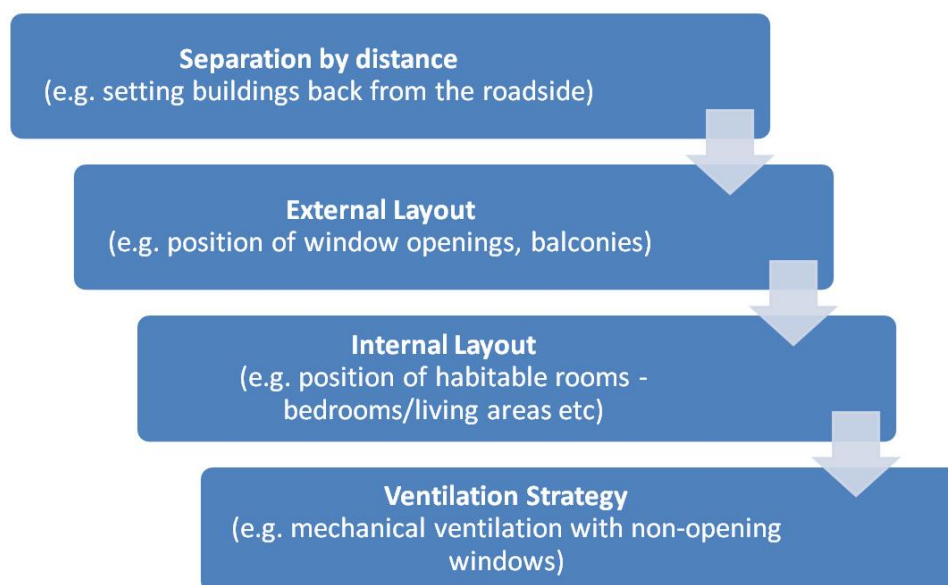 Separation by distance
(e.g. setting buildings back from the roadside)
External Layout
(e.g. position of window openings, balconies)
Internal Layout
(e.g. position of habitable rooms -
bedrooms/living areas etc)
Ventilation Strategy
(e.g. mechanical ventilation with non-opening
windows)